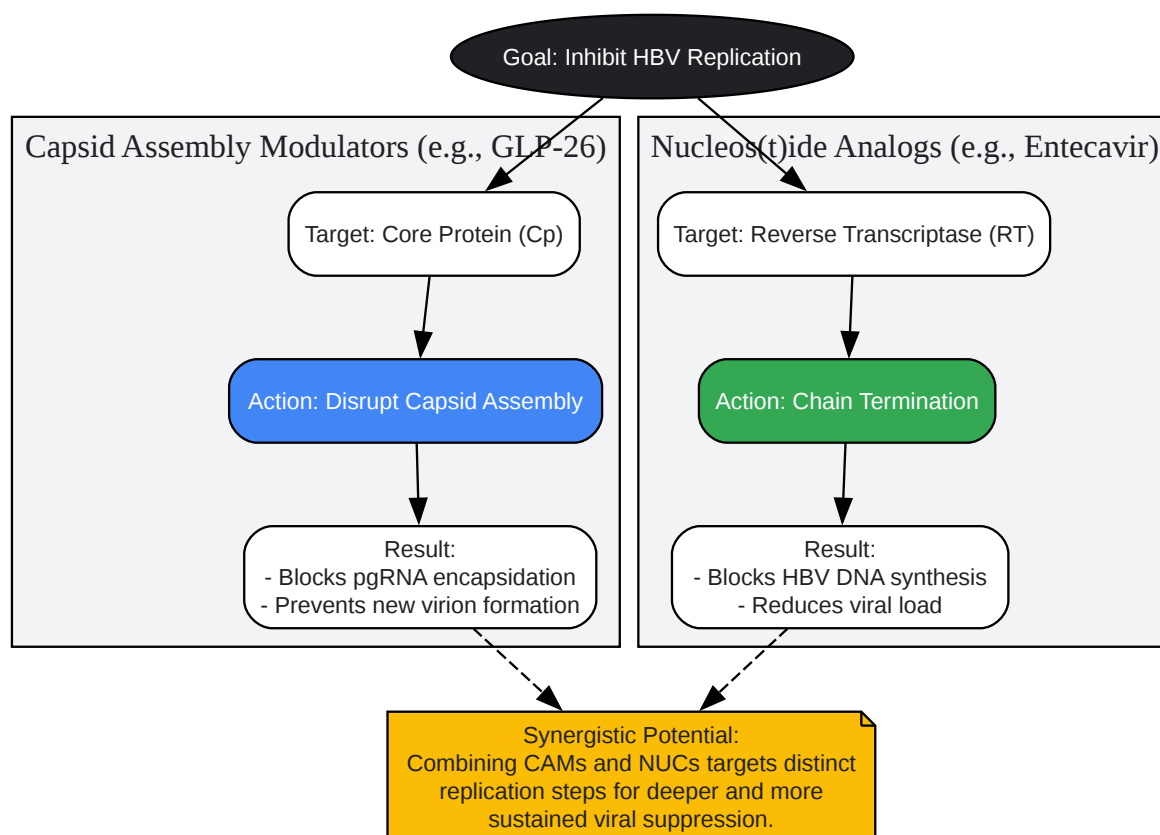 Goal: Inhibit HBV Replication
Capsid Assembly Modulators (e.g., GLP-26)
Target: Core Protein (Cp)
Action: Disrupt Capsid Assembly
Result:
- Blocks pgRNA encapsidation
- Prevents new virion formation
Nucleos(t)ide Analogs (e.g., Entecavir)
Target: Reverse Transcriptase (RT)
Action: Chain Termination
Result:
- Blocks HBV DNA synthesis
- Reduces viral load
Synergistic Potential:
Combining CAMs and NUCs targets distinct
replication steps for deeper and more
sustained viral suppression.